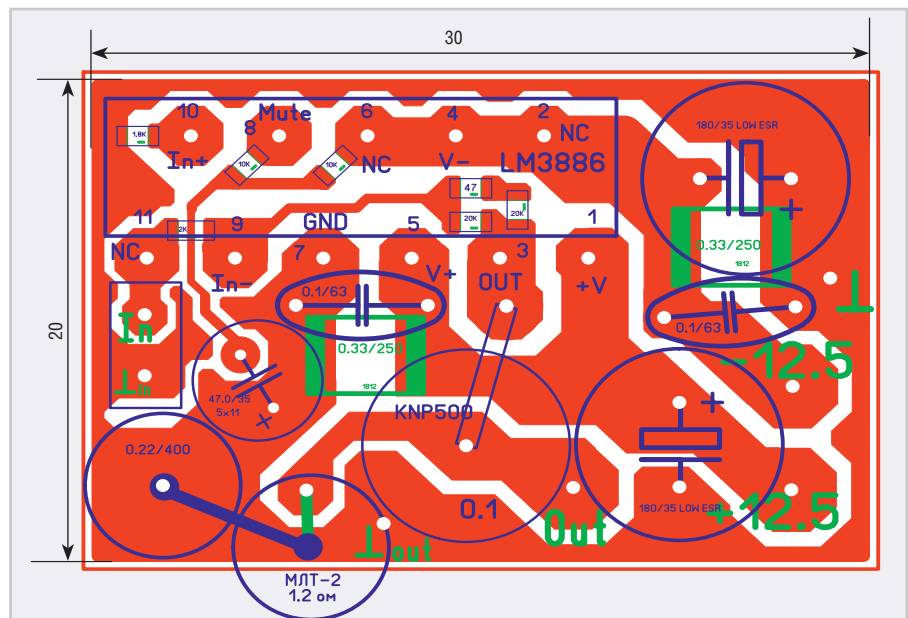 30
20
10
Mute
8
6
4
2
NC
180/35 LOW ESR
1.8K
10K
10K
In+
NC
V-
LM3886
47
20K
20K
+
11
2K
9
GND
5
1
NC
7
3
0.33/250
1812
In-
V+
OUT
+V
0.1/63
⊥
0.1/63
In
0.33/250
1812
-12.5
⊥in
47.0/35
5x11
+
KNP500
+
0.22/400
0.1
180/35 LOW ESR
+12.5
Out
⊥out
МЛТ-2
1.2 ом